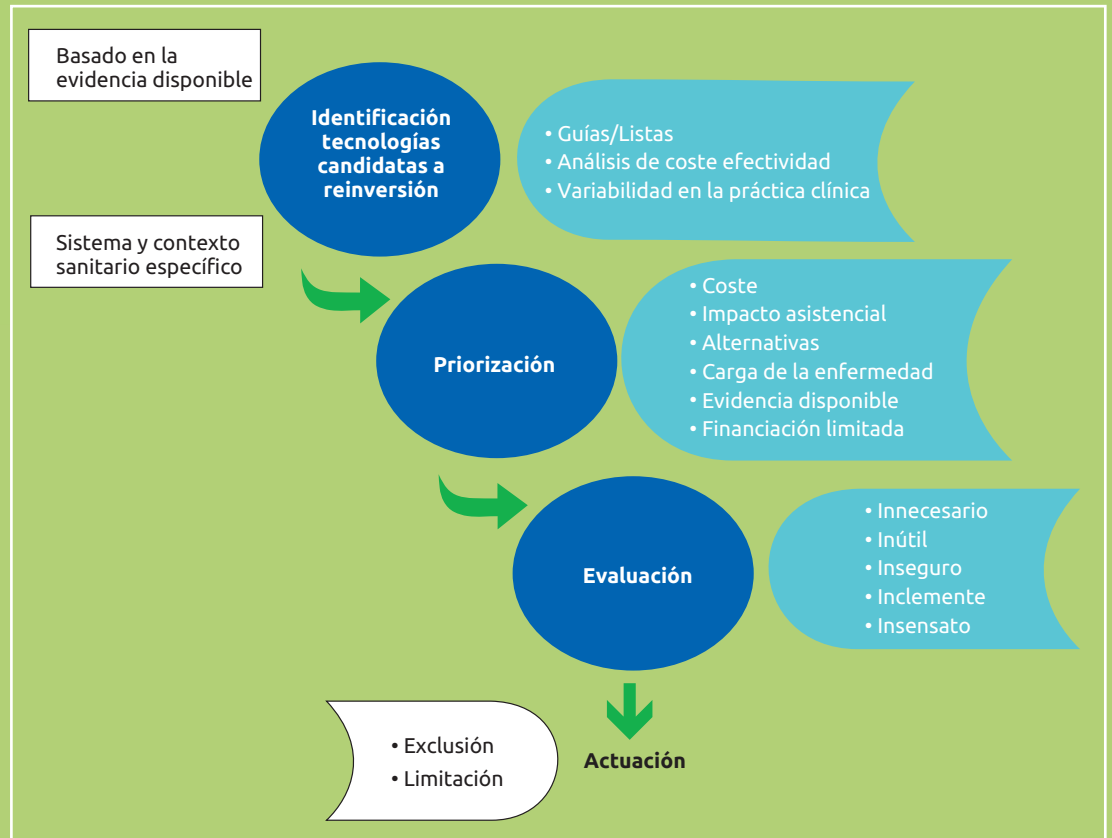 Basado en la
evidencia disponible
Identificación
tecnologías
candidatas a
reinversión
• Guías/Listas
• Análisis de coste efectividad
• Variabilidad en la práctica clínica
Sistema y contexto
sanitario específico
Priorización
• Coste
• Impacto asistencial
• Alternativas
• Carga de la enfermedad
• Evidencia disponible
• Financiación limitada
Evaluación
• Innecesario
• Inútil
• Inseguro
• Inclemente
• Insensato
• Exclusión
• Limitación
Actuación